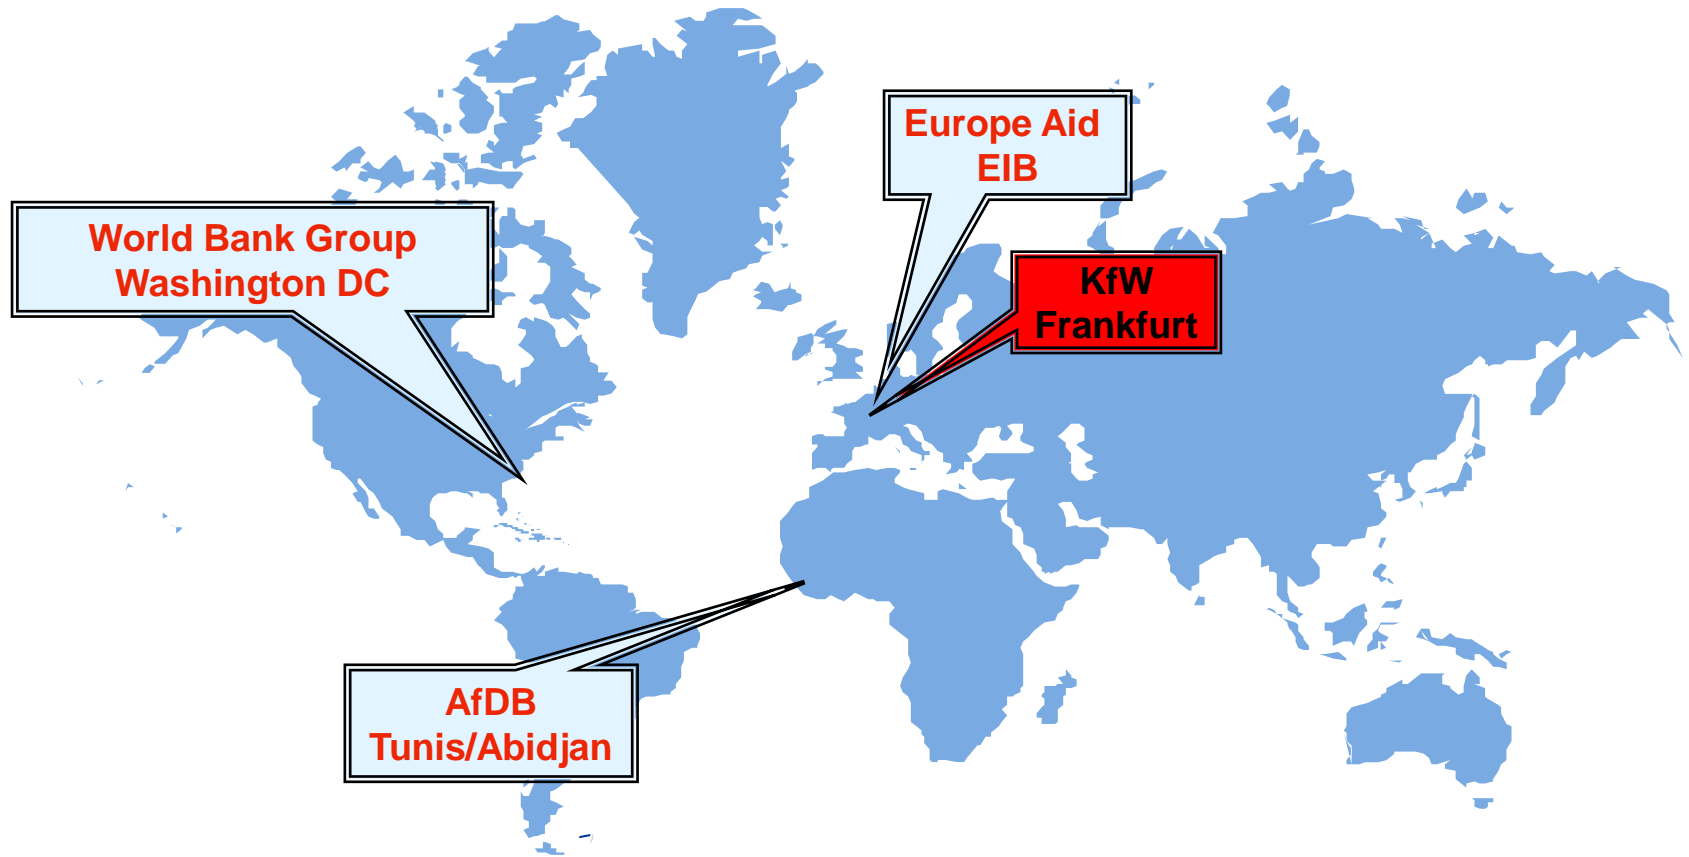 Europe Aid
EIB
World Bank Group
Washington DC
KfW
Frankfurt
AfDB
Tunis/Abidjan